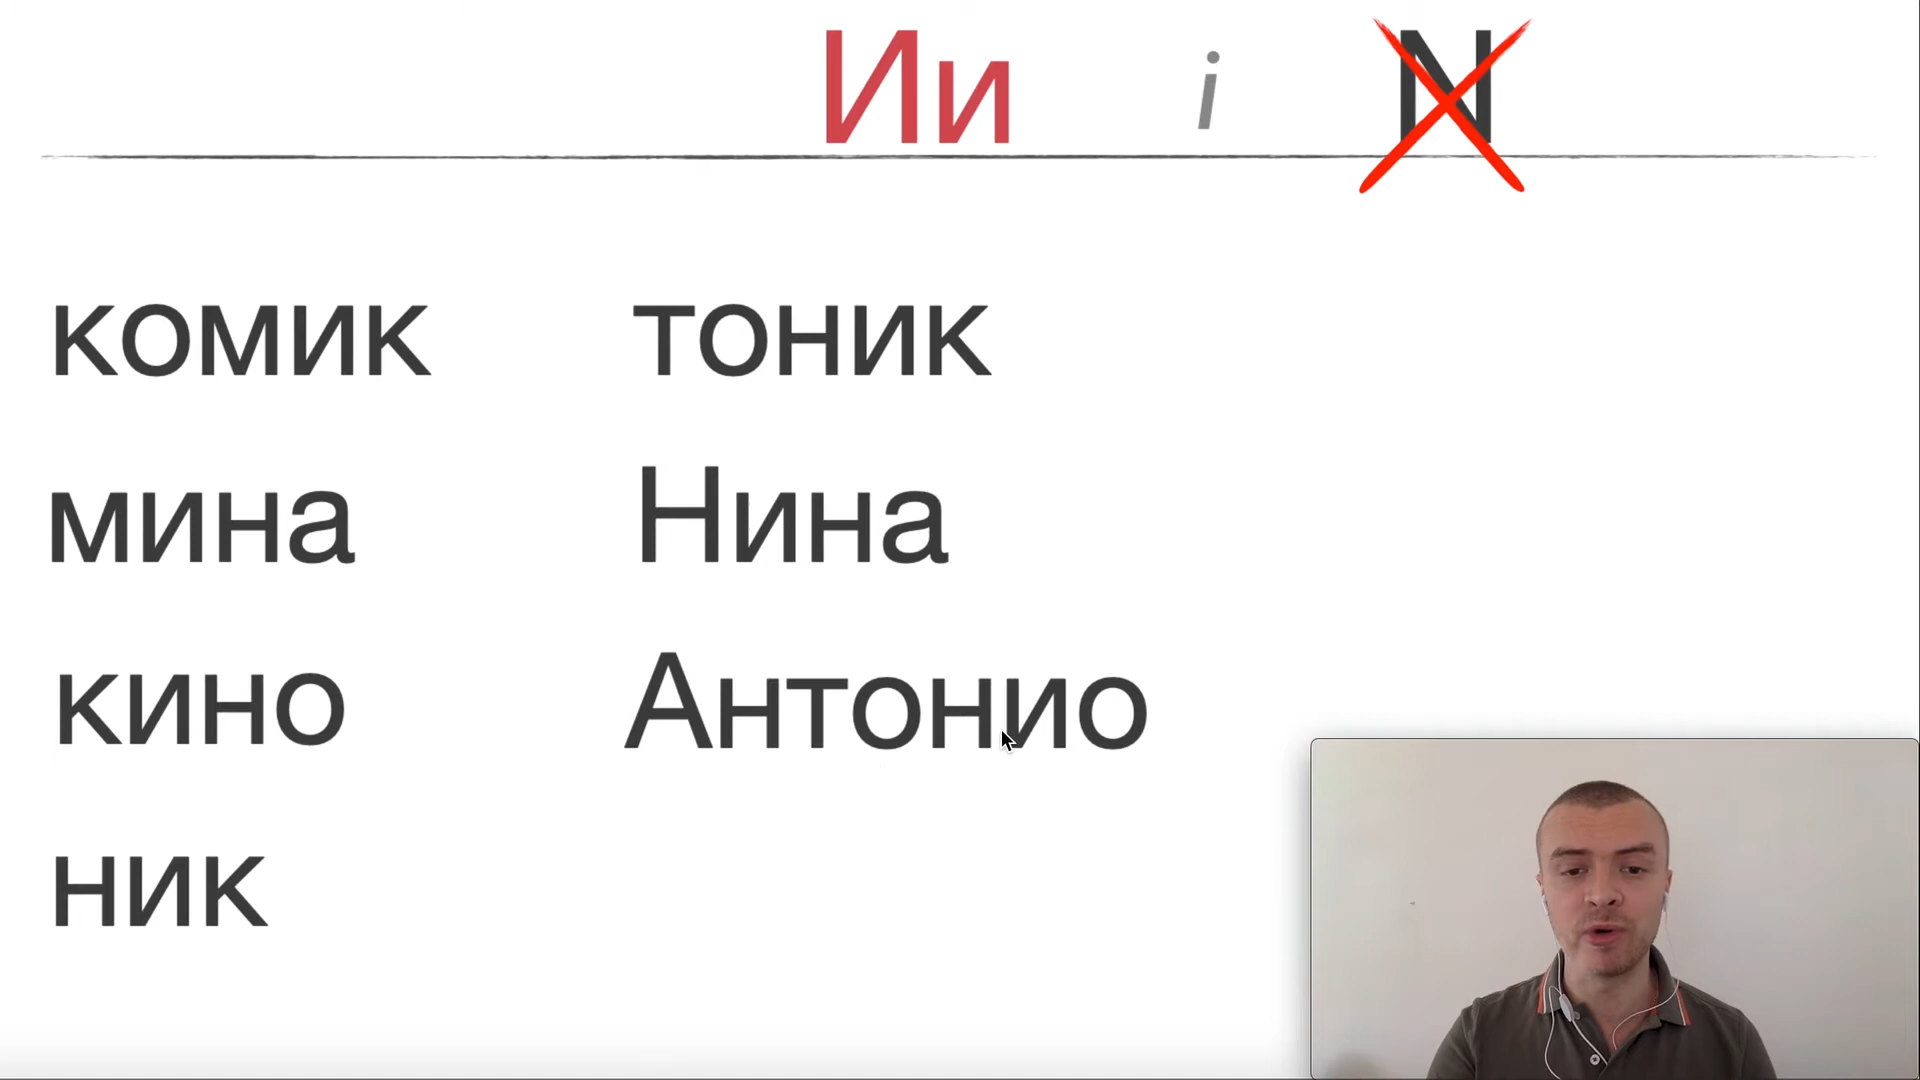 Ии i N
комик тоник
мина Нина
кино Антонио
ник